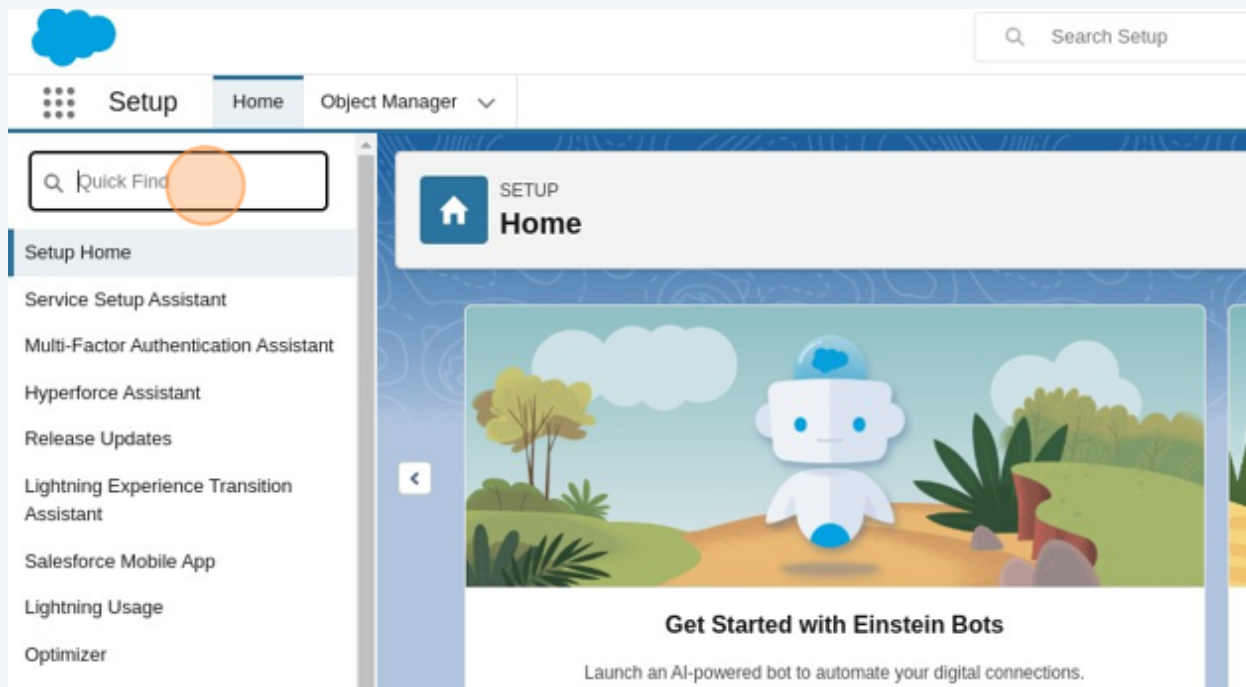 Search Setup
Setup
Home
Object Manager
Quick Find
SETUP
Home
Setup Home
Service Setup Assistant
Multi-Factor Authentication Assistant
Hyperforce Assistant
Release Updates
Lightning Experience Transition
Assistant
Salesforce Mobile App
Lightning Usage
Optimizer
Get Started with Einstein Bots
Launch an AI-powered bot to automate your digital connections.